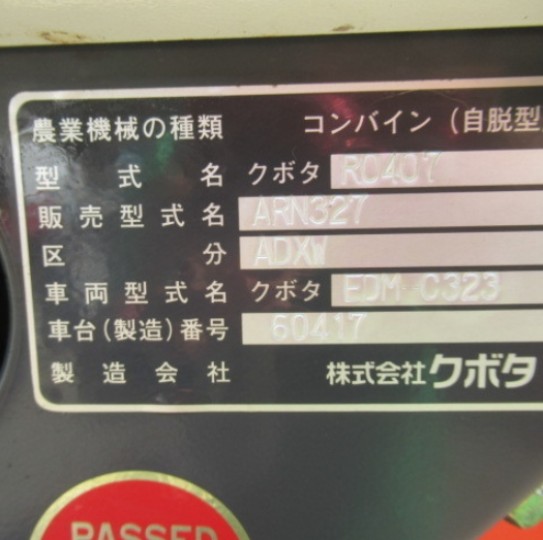 農業機械の種類 コンバイン(自脱型
型式名 クボタ R0407
販売型式名 ARN327
区分 ADXW
車両型式名 クボタ EDM-C323
車台(製造)番号 60417
製造会社 株式会社クボタ
PASSED